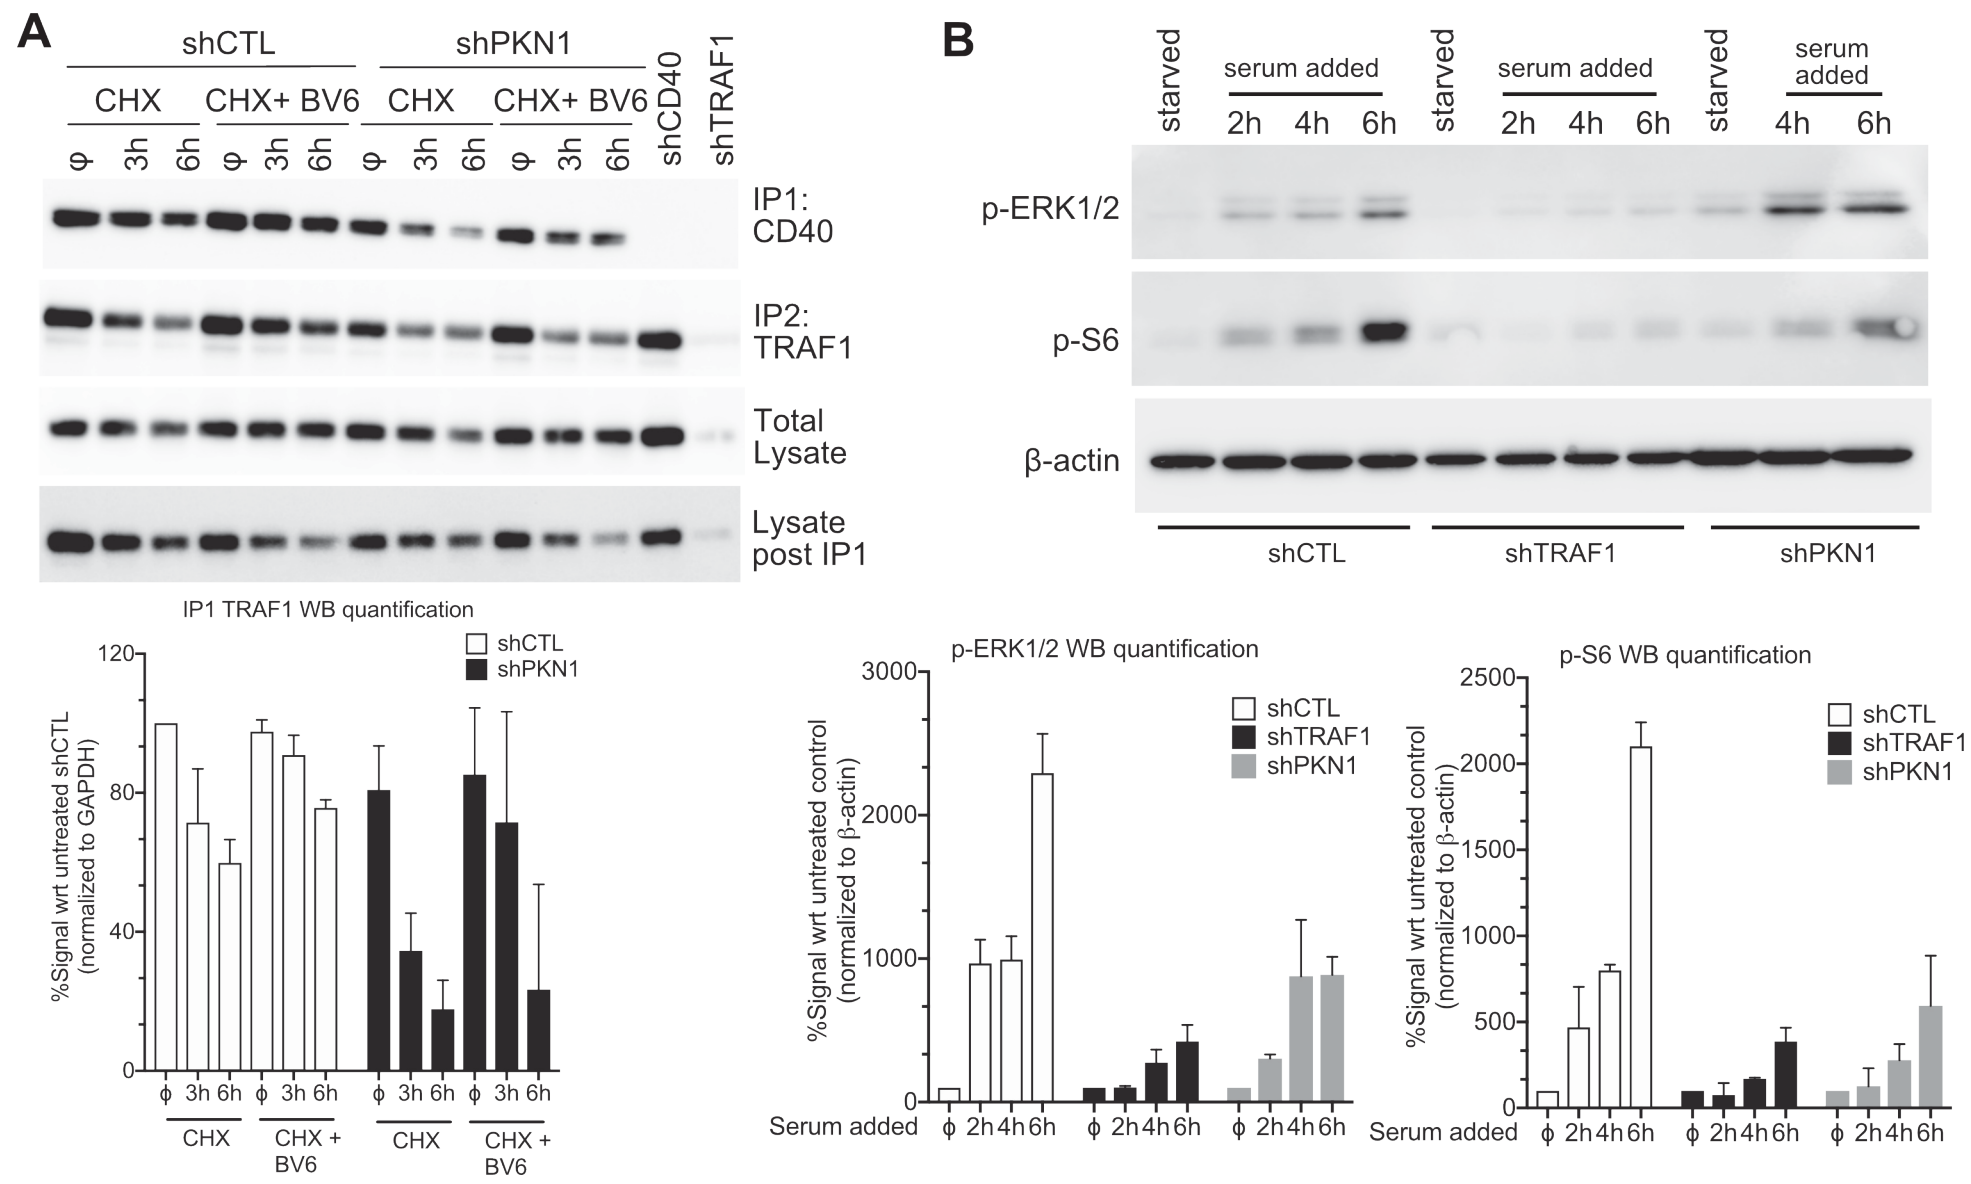 A
shCTL
shPKN1
shCD40
shTRAF1
CHX
CHX+ BV6
CHX
CHX+ BV6
φ 3h 6h φ 3h 6h φ 3h 6h φ 3h 6h
IP1:
CD40
IP2:
TRAF1
Total
Lysate
Lysate
post IP1
IP1 TRAF1 WB quantification
shCTL
shPKN1
%Signal wrt untreated shCTL
(normalized to GAPDH)
120
80
40
0
ϕ 3h 6h ϕ 3h 6h ϕ 3h 6h ϕ 3h 6h
CHX
CHX +
BV6
CHX
CHX +
BV6
B
starved
serum added
2h 4h 6h
starved
serum added
2h 4h 6h
starved
serum
added
4h 6h
p-ERK1/2
p-S6
β-actin
shCTL
shTRAF1
shPKN1
p-ERK1/2 WB quantification
shCTL
shTRAF1
shPKN1
%Signal wrt untreated control
(normalized to β-actin)
3000
2000
1000
0
Serum added ϕ 2h 4h 6h ϕ 2h 4h 6h ϕ 2h 4h 6h
p-S6 WB quantification
shCTL
shTRAF1
shPKN1
%Signal wrt untreated control
(normalized to β-actin)
2500
2000
1500
1000
500
0
Serum added ϕ 2h 4h 6h ϕ 2h 4h 6h ϕ 2h 4h 6h